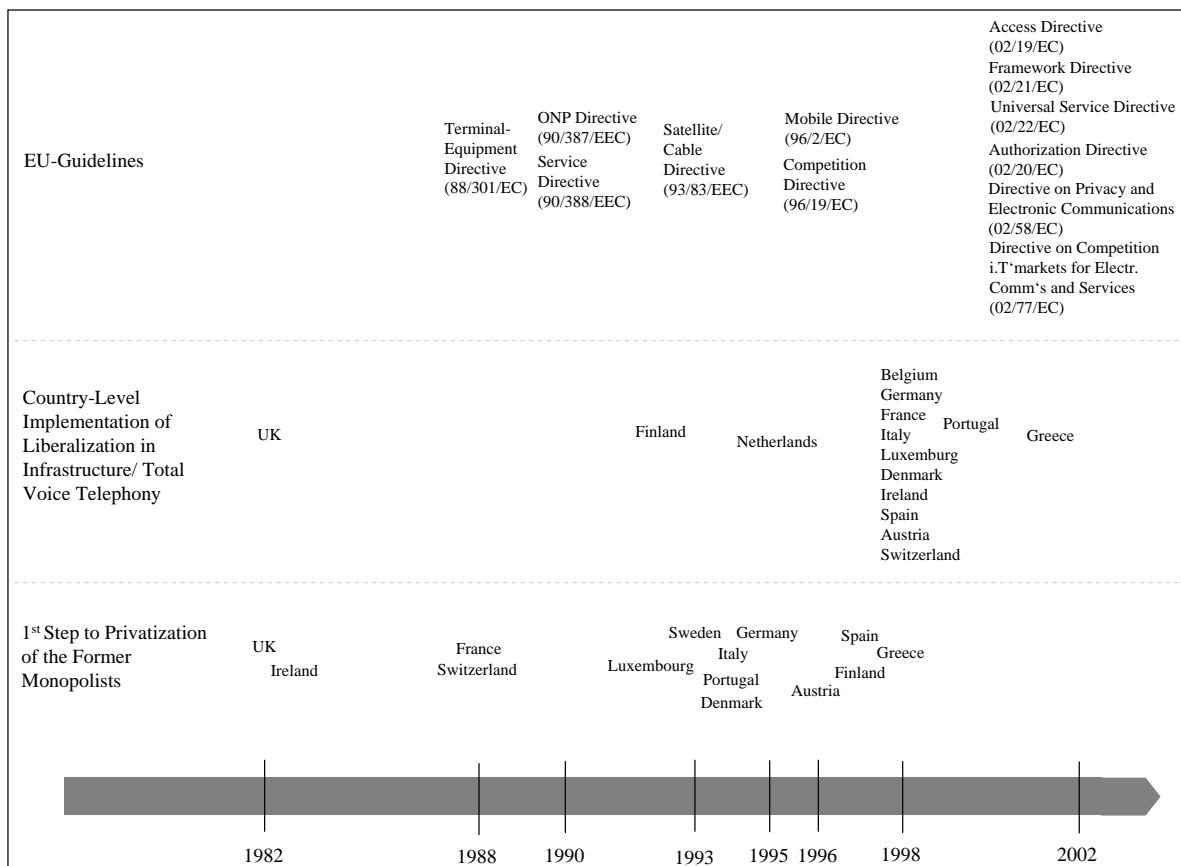 EU-Guidelines
Terminal-
Equipment
Directive
(88/301/EC)
ONP Directive
(90/387/EEC)
Service
Directive
(90/388/EEC)
Satellite/
Cable
Directive
(93/83/EEC)
Mobile Directive
(96/2/EC)
Competition
Directive
(96/19/EC)
Access Directive
(02/19/EC)
Framework Directive
(02/21/EC)
Universal Service Directive
(02/22/EC)
Authorization Directive
(02/20/EC)
Directive on Privacy and
Electronic Communications
(02/58/EC)
Directive on Competition
i.T‘markets for Electr.
Comm‘s and Services
(02/77/EC)
Country-Level
Implementation of
Liberalization in
Infrastructure/ Total
Voice Telephony
UK
Finland
Netherlands
Belgium
Germany
France
Italy
Luxemburg
Denmark
Ireland
Spain
Austria
Switzerland
Portugal
Greece
1st Step to Privatization
of the Former
Monopolists
UK
Ireland
France
Switzerland
Luxembourg
Sweden
Italy
Portugal
Denmark
Germany
Austria
Spain
Finland
Greece
1982
1988
1990
1993
1995
1996
1998
2002